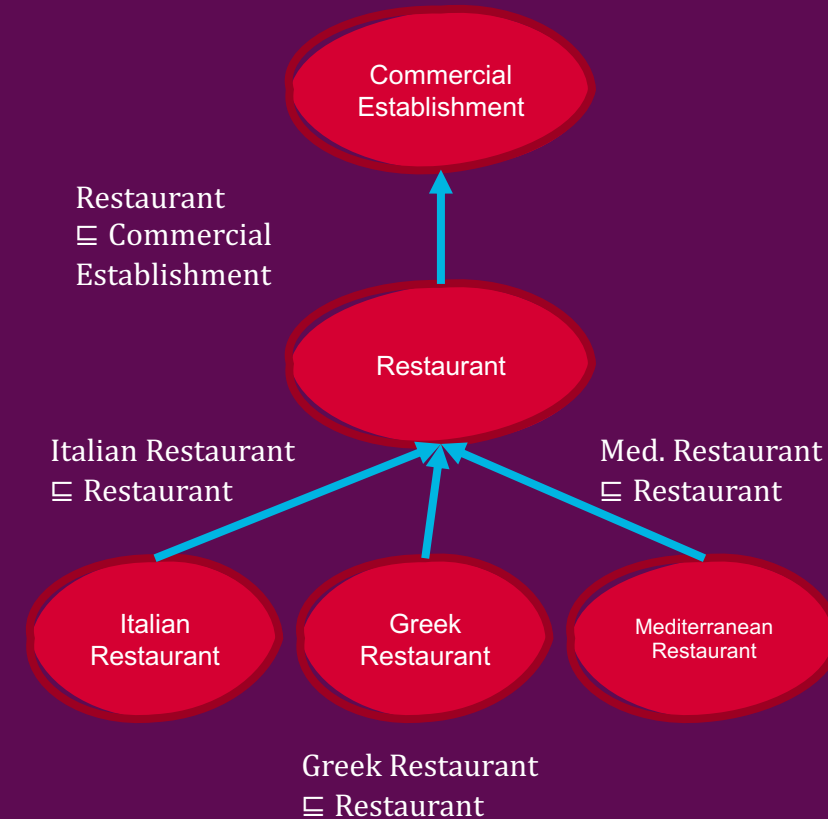 Commercial
Establishment
Restaurant
⊑ Commercial
Establishment
Restaurant
Italian Restaurant
⊑ Restaurant
Med. Restaurant
⊑ Restaurant
Italian
Restaurant
Greek
Restaurant
Mediterranean
Restaurant
Greek Restaurant
⊑ Restaurant